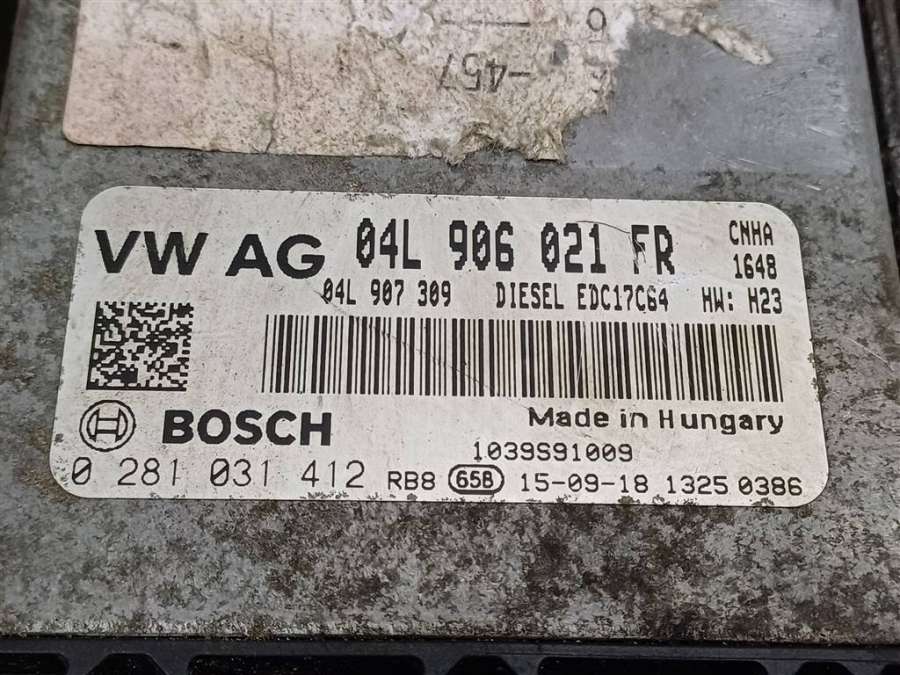 -457
VW AG 04L 906 021 FR CNHA
1648
04L 907 309 DIESEL EDC17C64 HW: H23
BOSCH Made in Hungary
1039S91009
0 281 031 412 RB8 65B 15-09-18 1325 0386